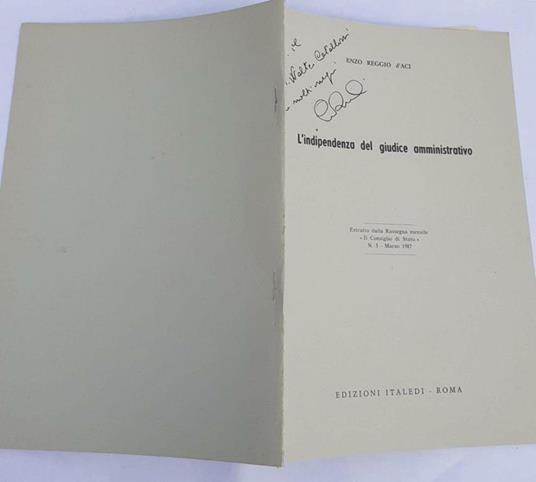 Walter
ENZO REGGIO d'ACI
L'indipendenza del giudice amministrativo
Estratto dalla Rassegna mensile
« Il Consiglio di Stato »
N. 3 - Marzo 1987
EDIZIONI ITALEDI - ROMA